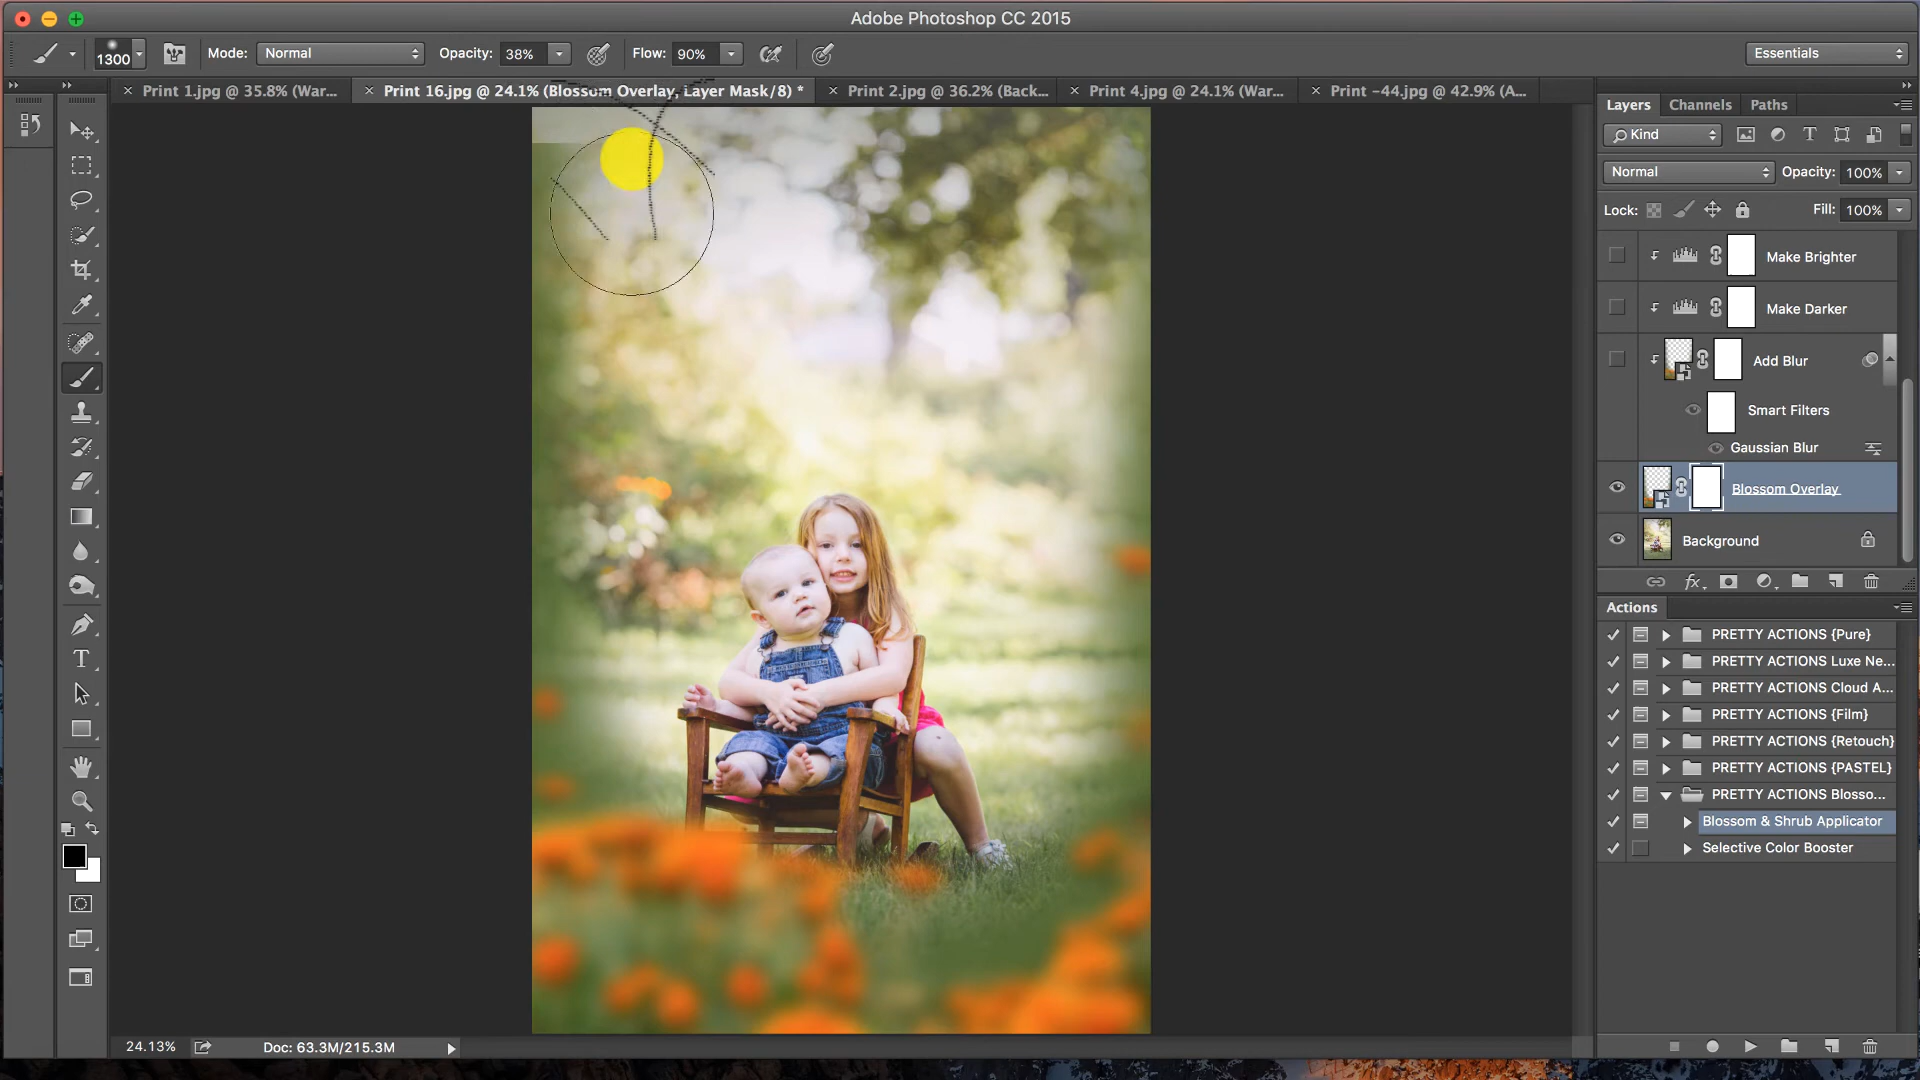 Adobe Photoshop CC 2015
1300
Mode: Normal
Opacity: 38%
Flow: 90%
Essentials
Print 1.jpg @ 35.8% (War...
Print 16.jpg @ 24.1% (Blossom Overlay, Layer Mask/8) *
Print 2.jpg @ 36.2% (Back...
Print 4.jpg @ 24.1% (War...
Print -44.jpg @ 42.9% (A...
Layers
Channels
Paths
Kind
Normal
Opacity: 100%
Lock:
Fill: 100%
Make Brighter
Make Darker
Add Blur
Smart Filters
Gaussian Blur
Blossom Overlay
Background
fx
Actions
PRETTY ACTIONS {Pure}
PRETTY ACTIONS Luxe Ne...
PRETTY ACTIONS Cloud A...
PRETTY ACTIONS {Film}
PRETTY ACTIONS {Retouch}
PRETTY ACTIONS {PASTEL}
PRETTY ACTIONS Blosso...
Blossom & Shrub Applicator
Selective Color Booster
24.13%
Doc: 63.3M/215.3M